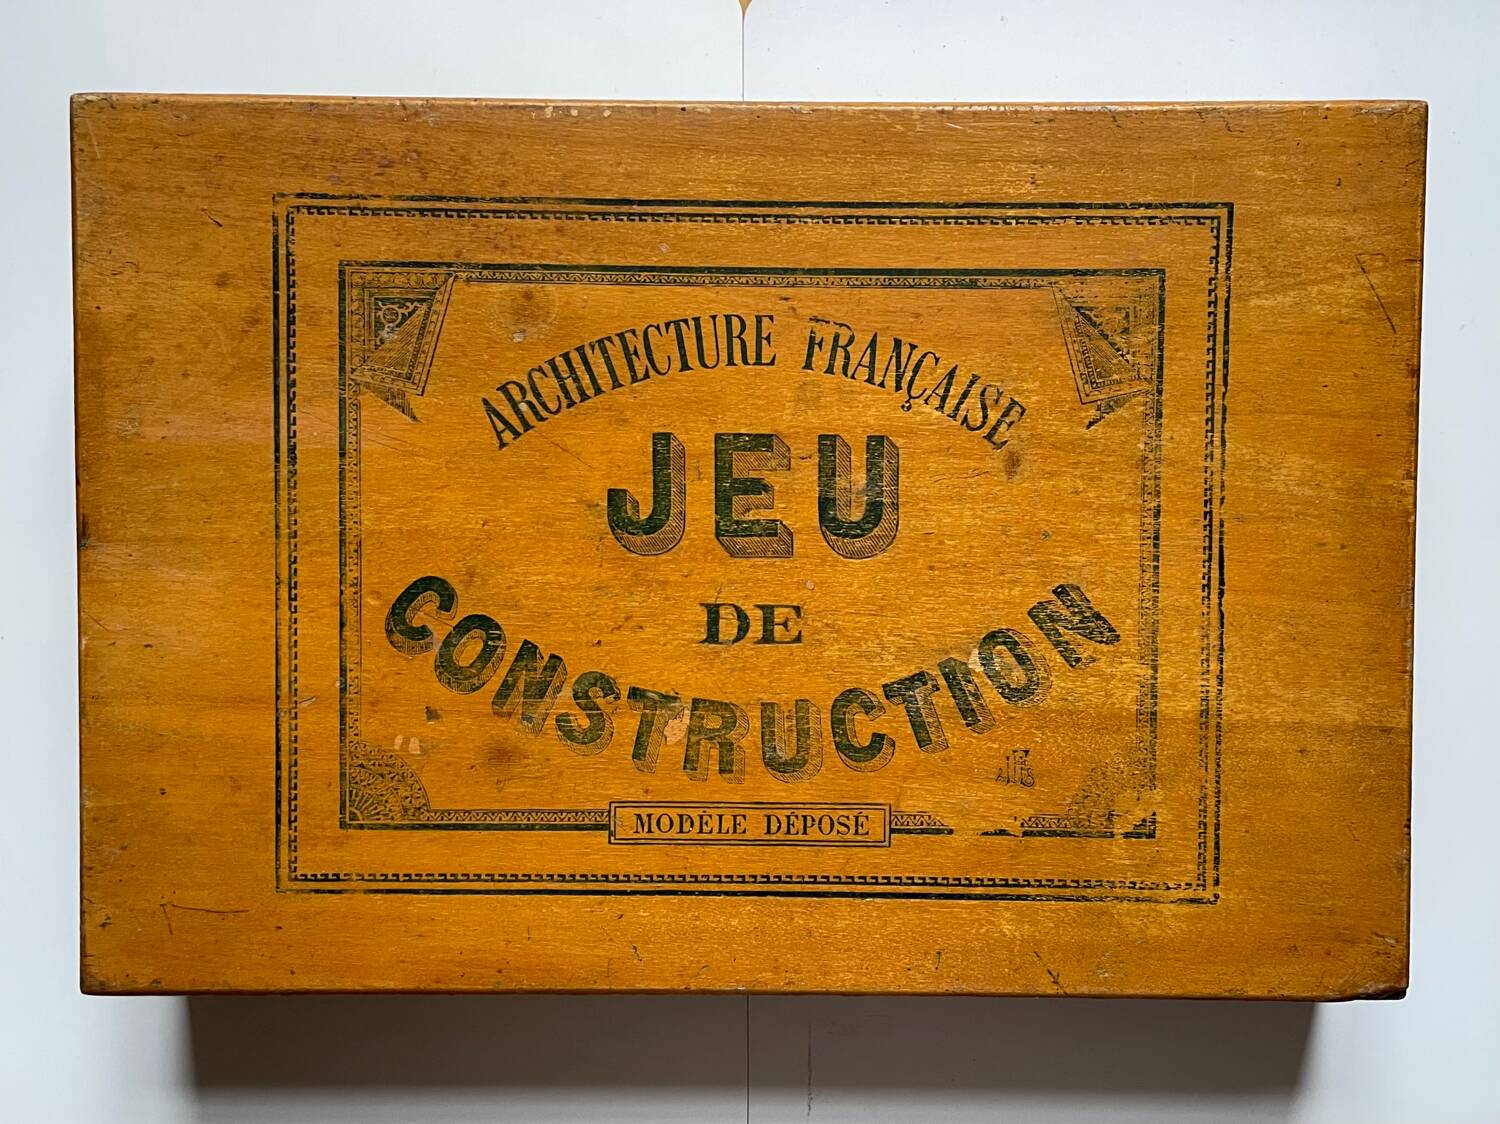 ARCHITECTURE FRANÇAISE
JEU
DE
CONSTRUCTION
MODÈLE DÉPOSÉ